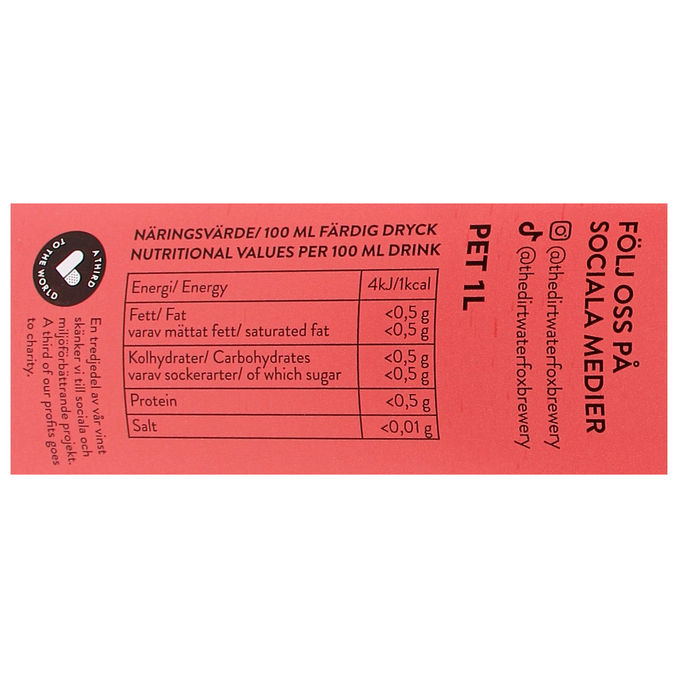 A THIRD
TO THE WORLD
En tredjedel av vår vinst
skänker vi till sociala och
miljöförbättrande projekt.
A third of our profits goes
to charity.
NÄRINGSVÄRDE/ 100 ML FÄRDIG DRYCK
NUTRITIONAL VALUES PER 100 ML DRINK
Energi/ Energy 4kJ/1kcal
Fett/ Fat <0,5 g
varav mättat fett/ saturated fat <0,5 g
Kolhydrater/ Carbohydrates <0,5 g
varav sockerarter/ of which sugar <0,5 g
Protein <0,5 g
Salt <0,01 g
PET 1L
FÖLJ OSS PÅ
SOCIALA MEDIER
@thedirtwaterfoxbrewery
@thedirtwaterfoxbrewery